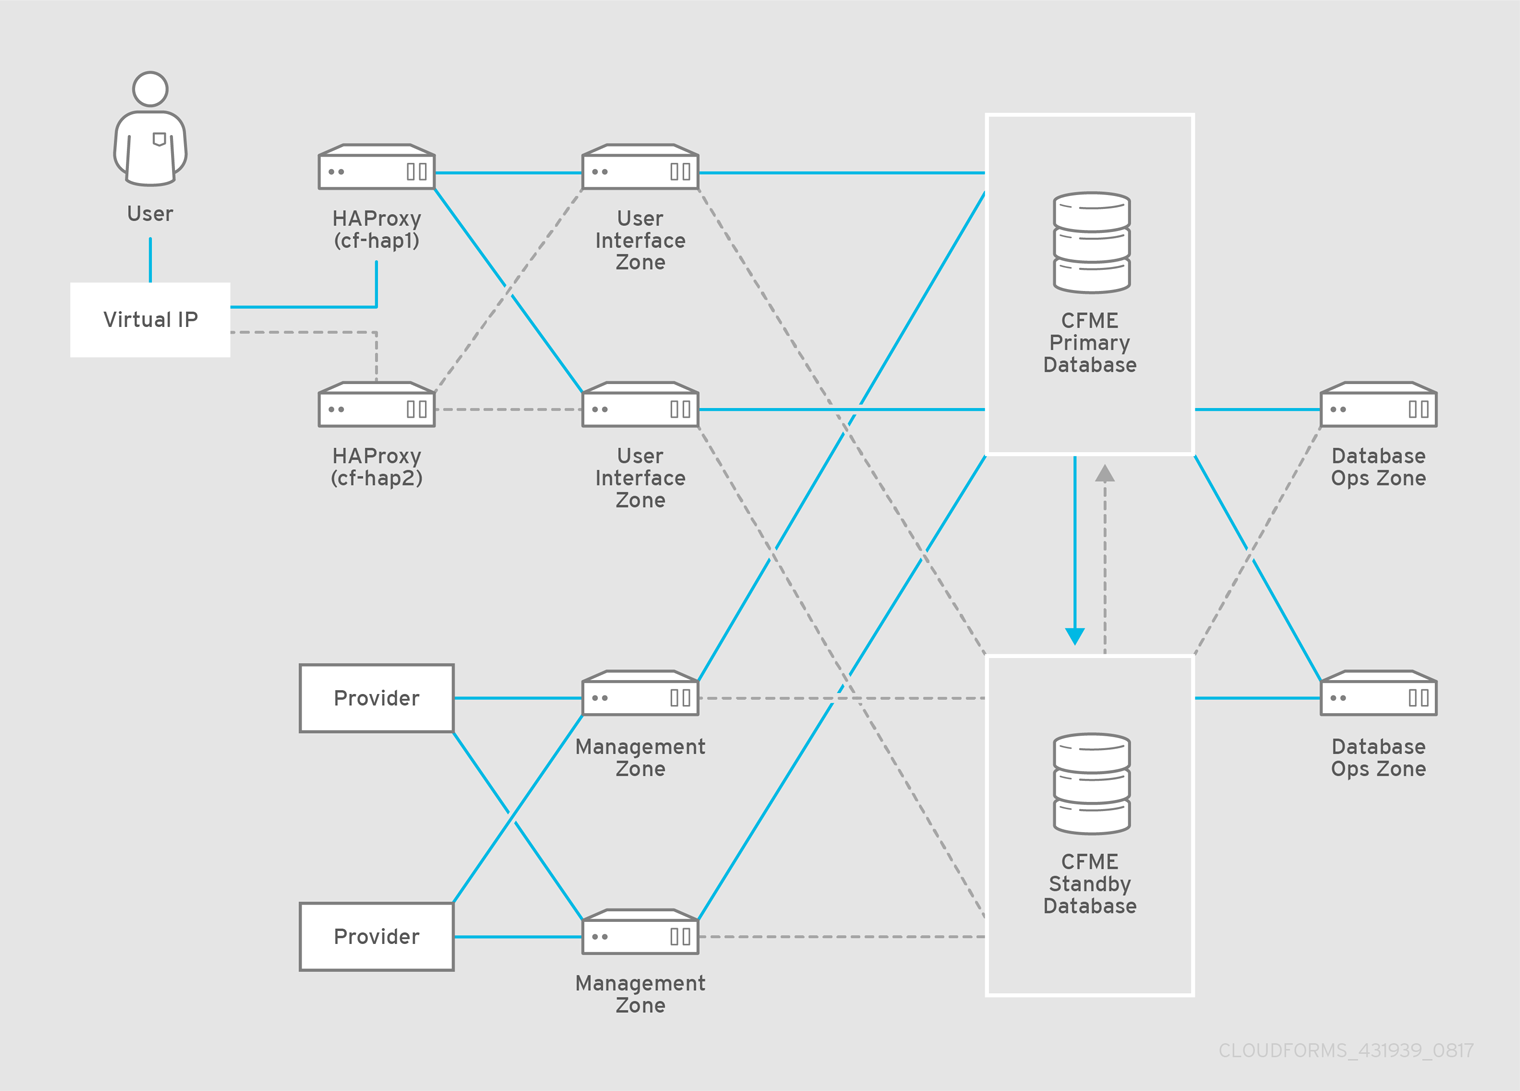 User
Virtual IP
HAProxy
(cf-hap1)
HAProxy
(cf-hap2)
User
Interface
Zone
User
Interface
Zone
Provider
Provider
Management
Zone
Management
Zone
CFME
Primary
Database
CFME
Standby
Database
Database
Ops Zone
Database
Ops Zone
CLOUDFORMS_431939_0817